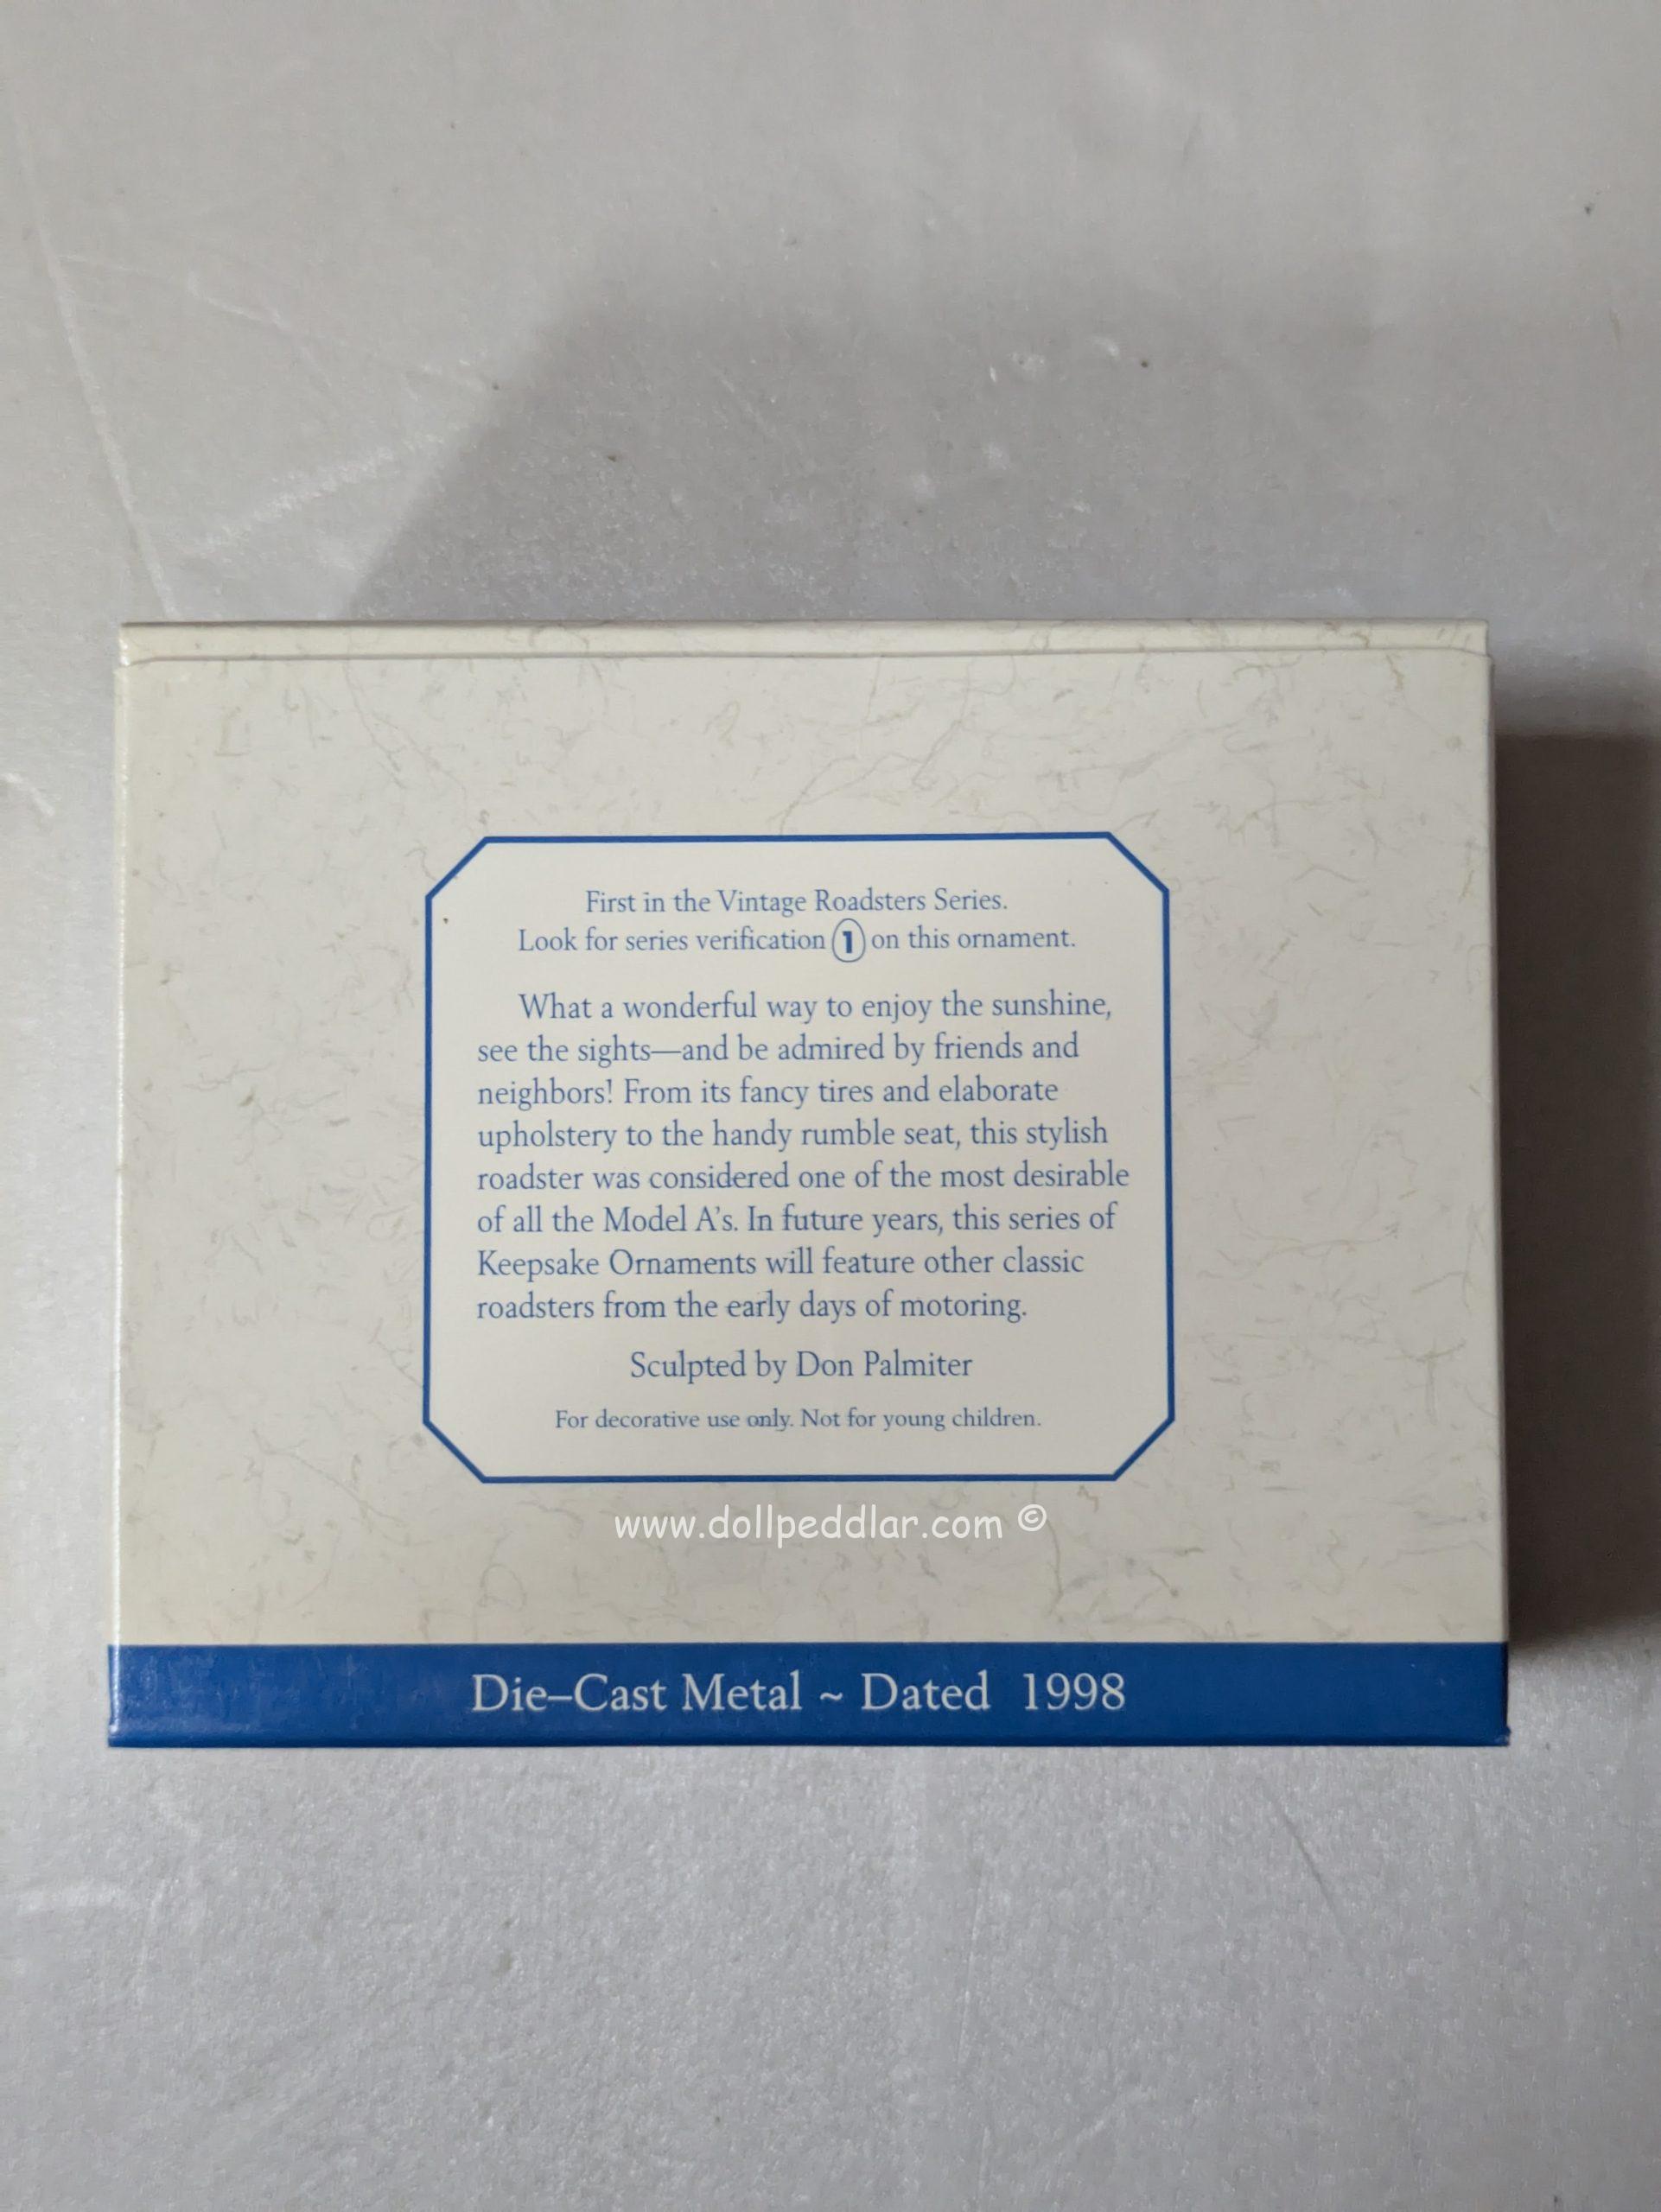 First in the Vintage Roadsters Series.
Look for series verification 1 on this ornament.
What a wonderful way to enjoy the sunshine,
see the sights—and be admired by friends and
neighbors! From its fancy tires and elaborate
upholstery to the handy rumble seat, this stylish
roadster was considered one of the most desirable
of all the Model A's. In future years, this series of
Keepsake Ornaments will feature other classic
roadsters from the early days of motoring.
Sculpted by Don Palmiter
For decorative use only. Not for young children.
www.dollpeddlar.com ©
Die–Cast Metal ~ Dated 1998